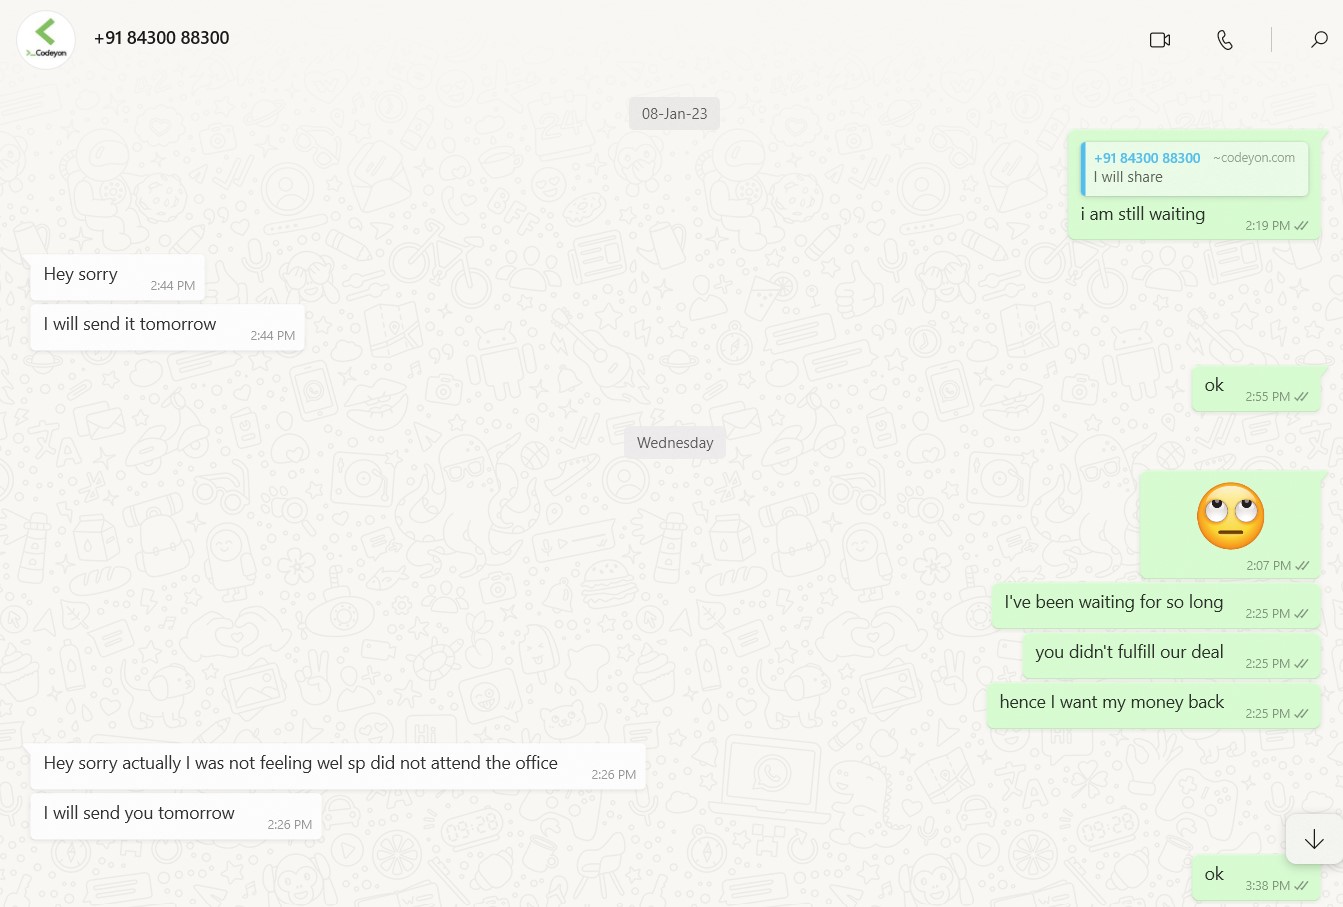 >_Codeyon
+91 84300 88300
08-Jan-23
+91 84300 88300 ~codeyon.com
I will share
i am still waiting
2:19 PM
Hey sorry
2:44 PM
I will send it tomorrow
2:44 PM
ok
2:55 PM
Wednesday
2:07 PM
I've been waiting for so long
2:25 PM
you didn't fulfill our deal
2:25 PM
hence I want my money back
2:25 PM
Hey sorry actually I was not feeling wel sp did not attend the office
2:26 PM
I will send you tomorrow
2:26 PM
ok
3:38 PM